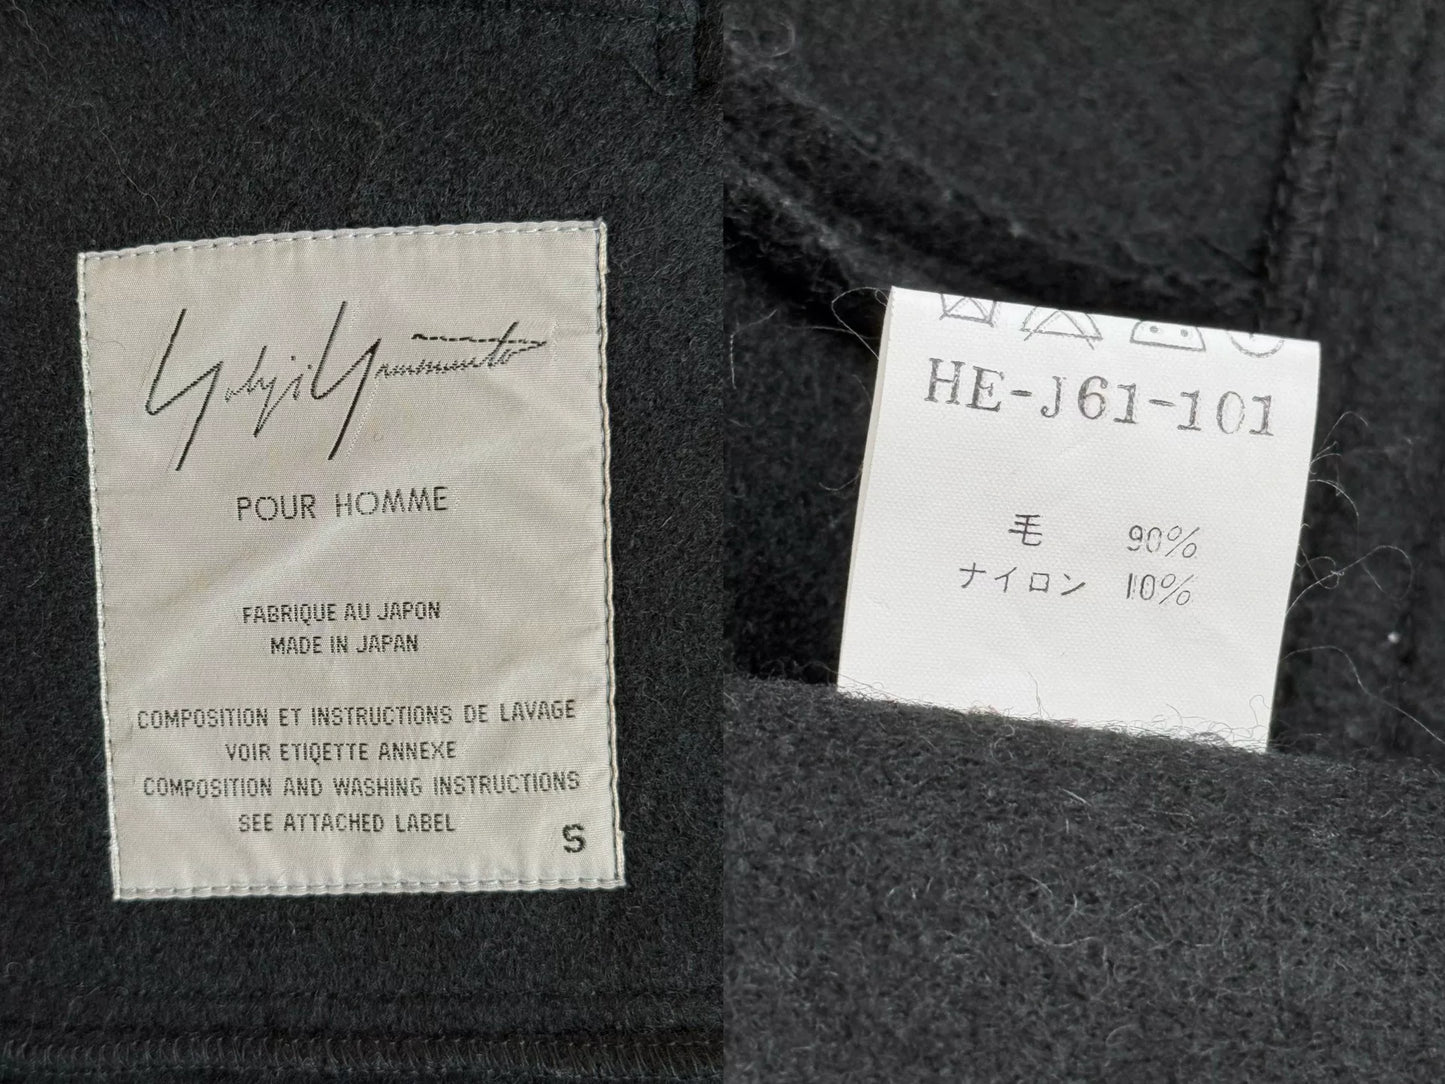 Yohji Yamamoto
POUR HOMME
FABRIQUE AU JAPON
MADE IN JAPAN
COMPOSITION ET INSTRUCTIONS DE LAVAGE
VOIR ETIQETTE ANNEXE
COMPOSITION AND WASHING INSTRUCTIONS
SEE ATTACHED LABEL
S
HE-J61-101
毛 90%
ナイロン 10%